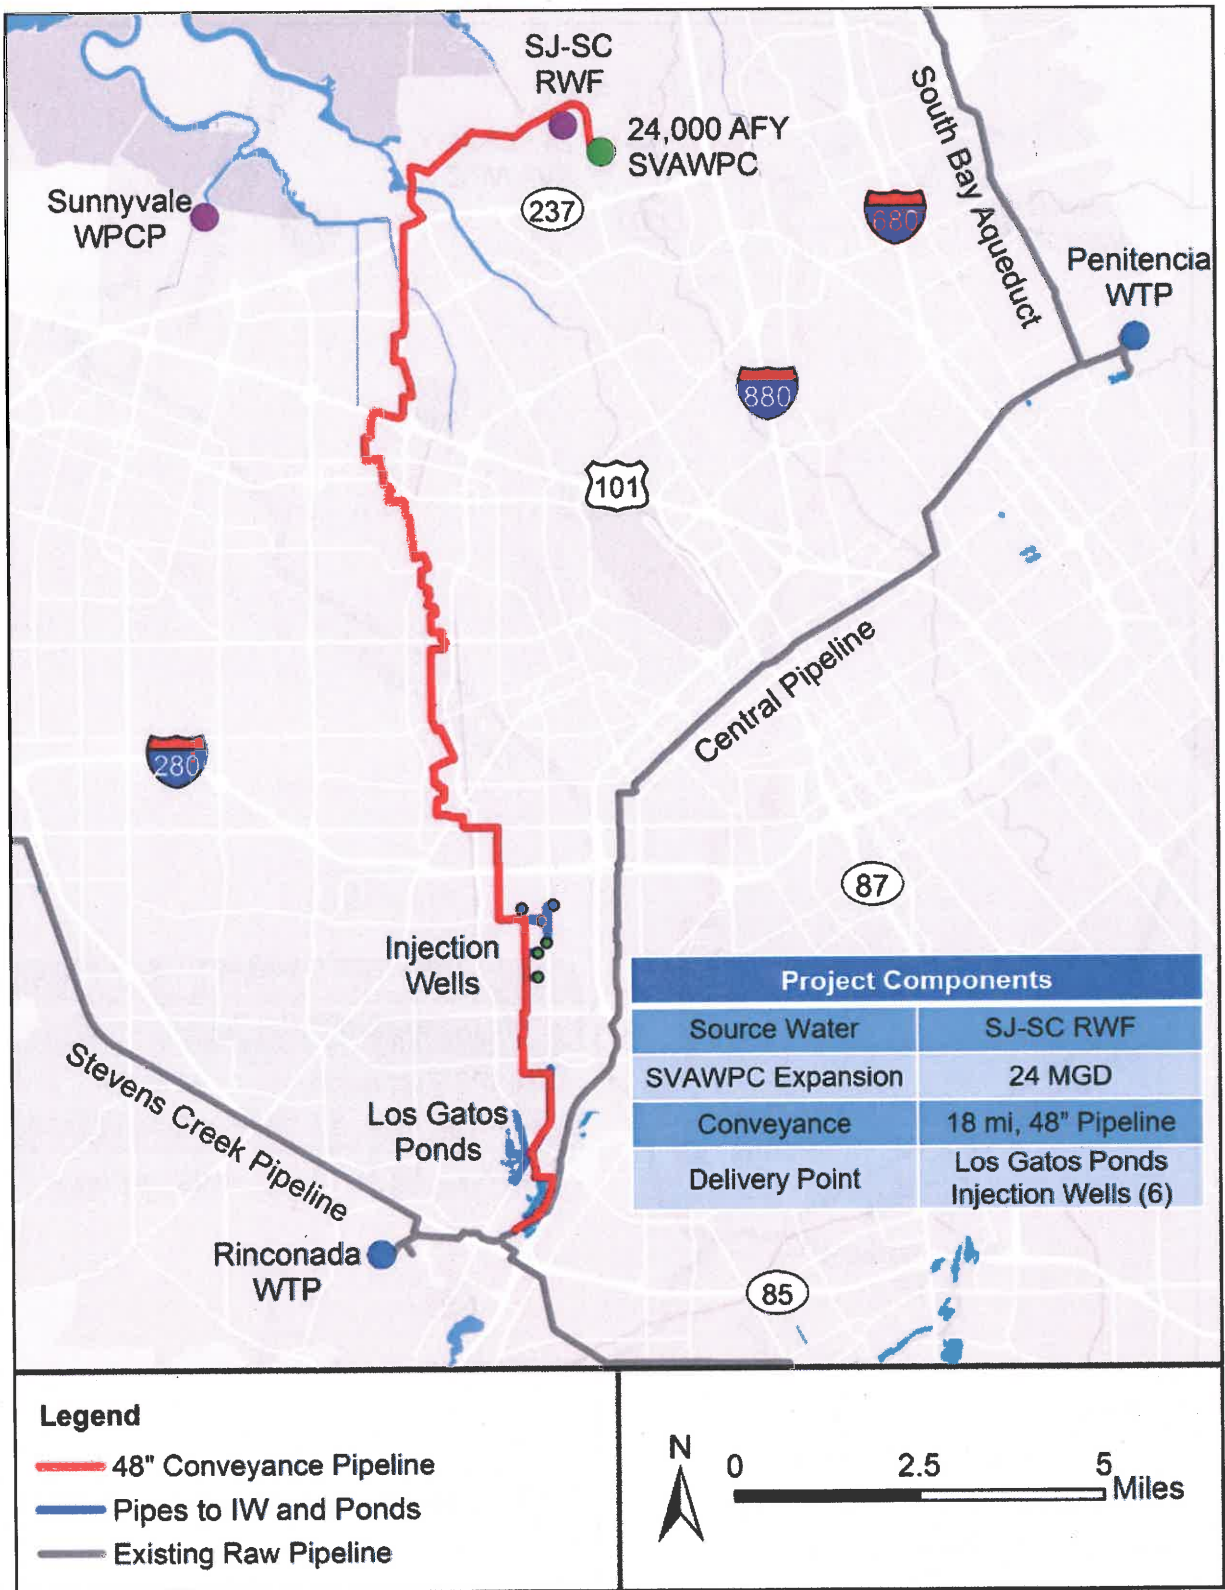 SJ-SC
RWF
24,000 AFY
SVAWPC
South Bay Aqueduct
Sunnyvale
WPCP
237
680
Penitencia
WTP
880
101
Central Pipeline
280
87
Injection
Wells
Project Components
Source Water SJ-SC RWF
SVAWPC Expansion 24 MGD
Conveyance 18 mi, 48" Pipeline
Delivery Point Los Gatos Ponds
Injection Wells (6)
Stevens Creek Pipeline
Los Gatos
Ponds
Rinconada
WTP
85
Legend
48" Conveyance Pipeline
Pipes to IW and Ponds
Existing Raw Pipeline
N
0 2.5 5
Miles